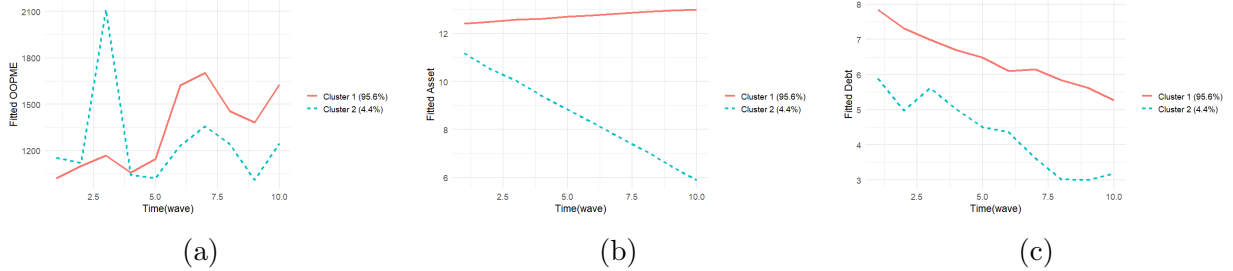 2100
1800
1500
1200
Fitted OOPME
2.5 5.0 7.5 10.0
Time(wave)
Cluster 1 (95.6%)
Cluster 2 (4.4%)
(a)
12
10
8
6
Fitted Asset
2.5 5.0 7.5 10.0
Time(wave)
Cluster 1 (95.6%)
Cluster 2 (4.4%)
(b)
8
7
6
5
4
3
Fitted Debt
2.5 5.0 7.5 10.0
Time(wave)
Cluster 1 (95.6%)
Cluster 2 (4.4%)
(c)